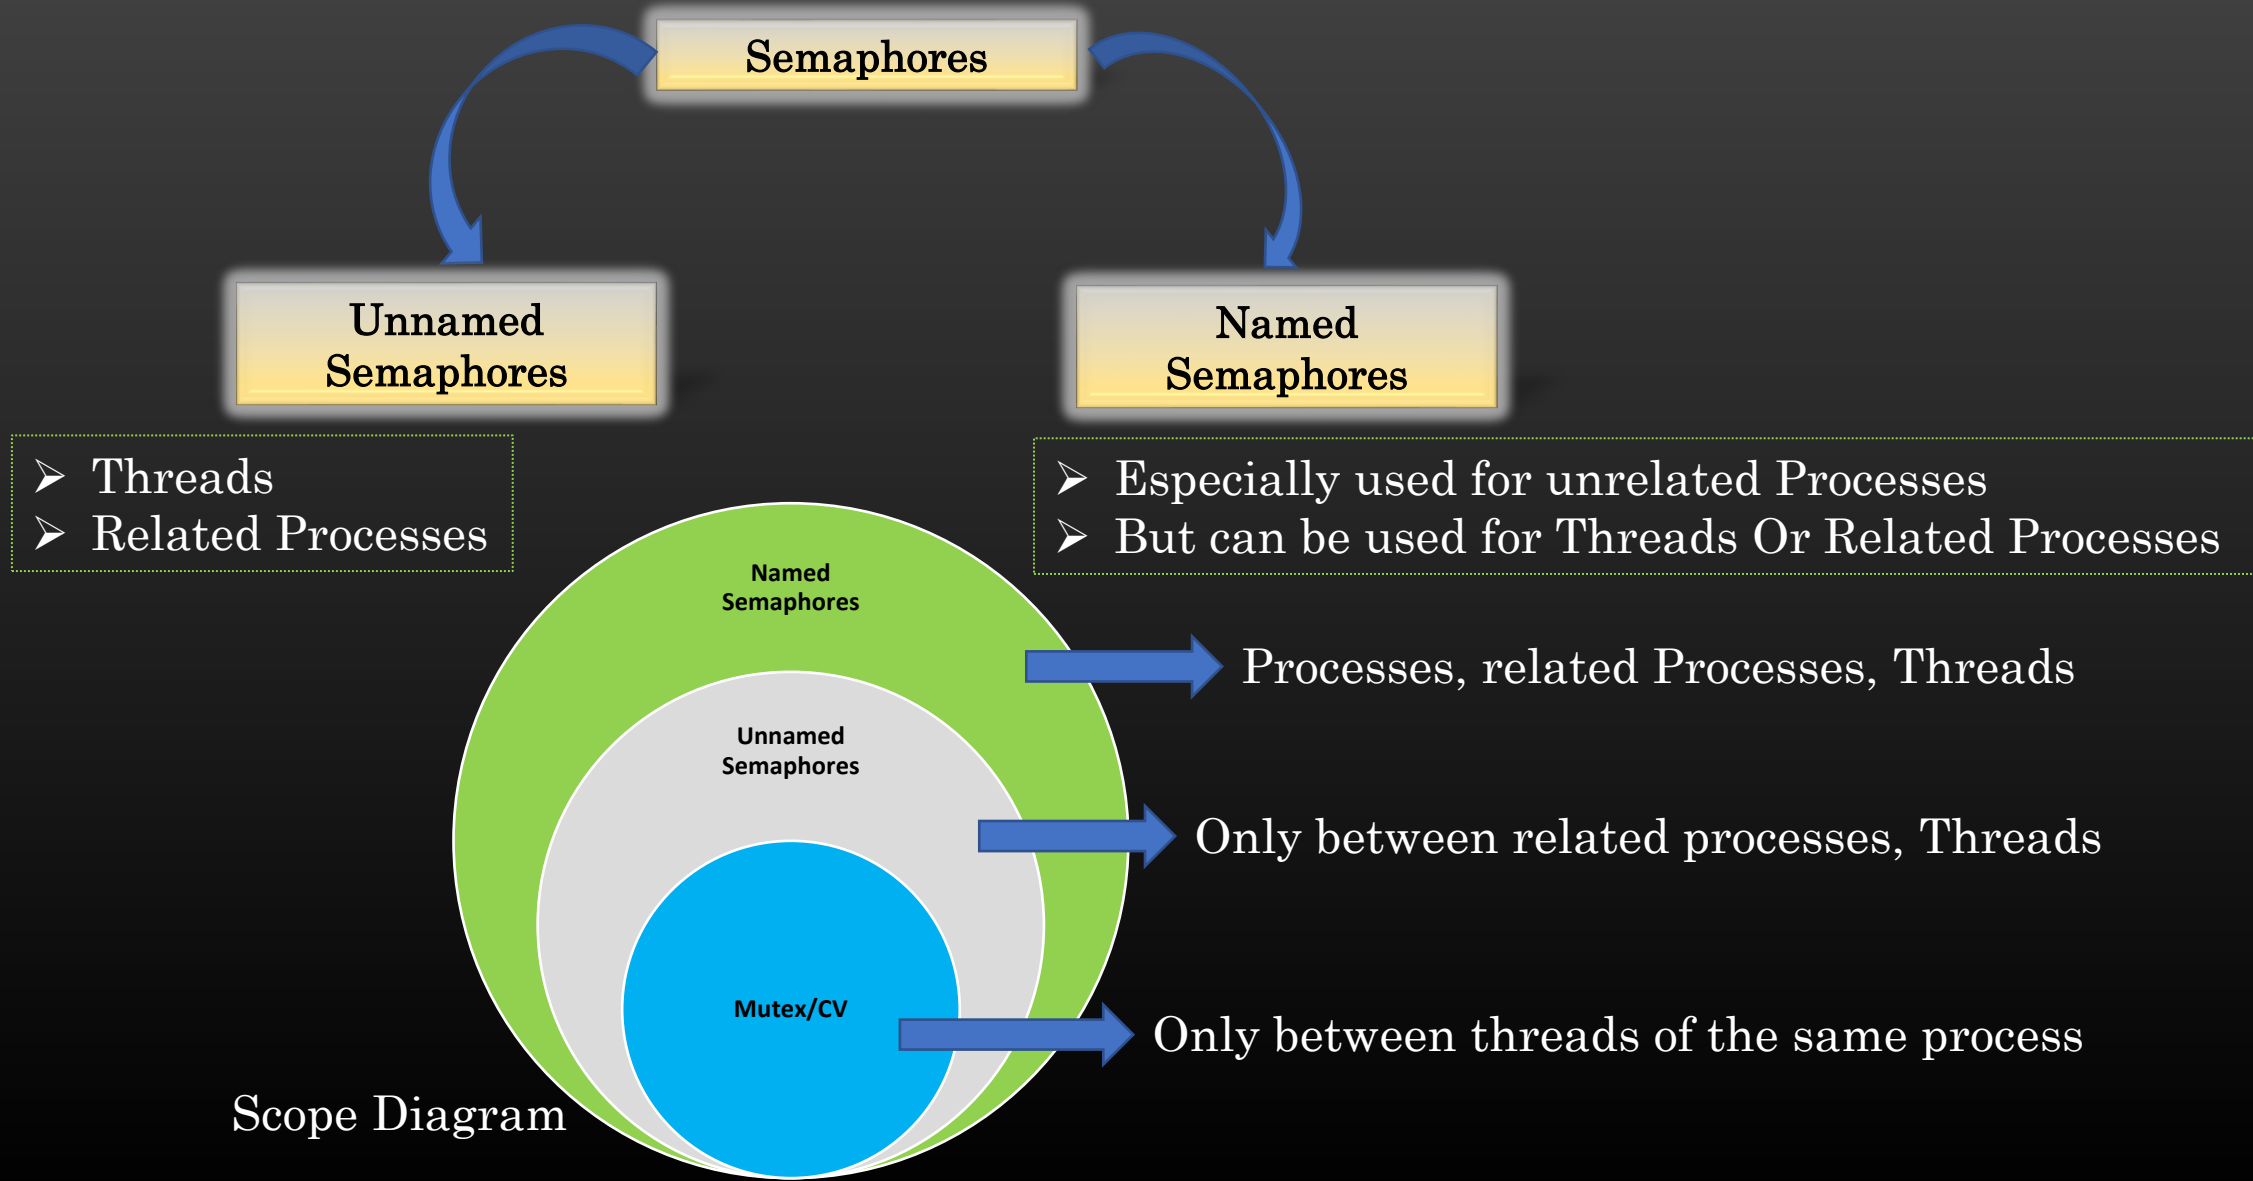 Semaphores
Unnamed
Semaphores
Named
Semaphores
➢ Threads
➢ Related Processes
➢ Especially used for unrelated Processes
➢ But can be used for Threads Or Related Processes
Named
Semaphores
Processes, related Processes, Threads
Unnamed
Semaphores
Only between related processes, Threads
Mutex/CV
Only between threads of the same process
Scope Diagram